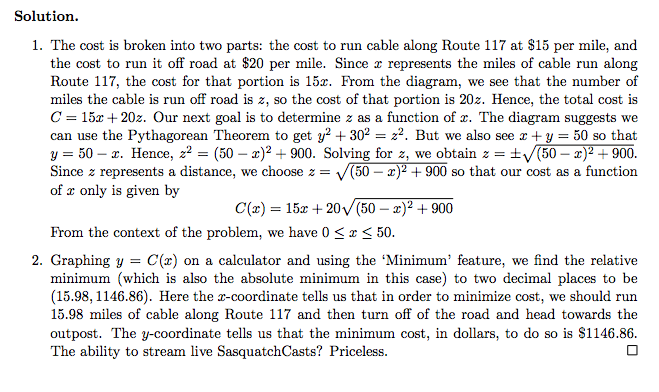 Solution.
1. The cost is broken into two parts: the cost to run cable along Route 117 at $15 per mile, and
the cost to run it off road at $20 per mile. Since x represents the miles of cable run along
Route 117, the cost for that portion is 15x. From the diagram, we see that the number of
miles the cable is run off road is z, so the cost of that portion is 20z. Hence, the total cost is
C = 15x + 20z. Our next goal is to determine z as a function of x. The diagram suggests we
can use the Pythagorean Theorem to get y² + 30² = z². But we also see x + y = 50 so that
y = 50 − x. Hence, z² = (50 − x)² + 900. Solving for z, we obtain z = ±√((50 − x)² + 900).
Since z represents a distance, we choose z = √((50 − x)² + 900) so that our cost as a function
of x only is given by
C(x) = 15x + 20√((50 − x)² + 900)
From the context of the problem, we have 0 ≤ x ≤ 50.
2. Graphing y = C(x) on a calculator and using the ‘Minimum’ feature, we find the relative
minimum (which is also the absolute minimum in this case) to two decimal places to be
(15.98, 1146.86). Here the x-coordinate tells us that in order to minimize cost, we should run
15.98 miles of cable along Route 117 and then turn off of the road and head towards the
outpost. The y-coordinate tells us that the minimum cost, in dollars, to do so is $1146.86.
The ability to stream live SasquatchCasts? Priceless. □